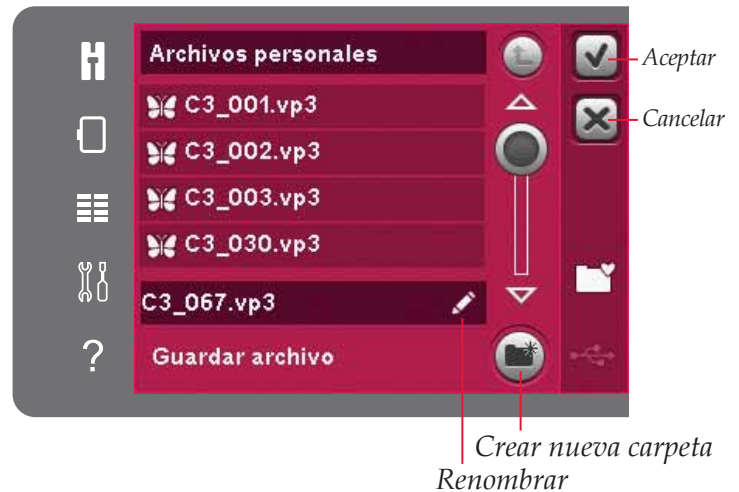 Archivos personales
C3_001.vp3
C3_002.vp3
C3_003.vp3
C3_030.vp3
C3_067.vp3
Guardar archivo
?
Aceptar
Cancelar
Crear nueva carpeta
Renombrar